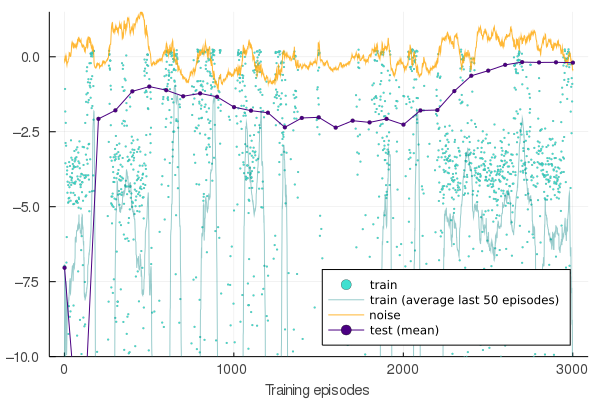 0.0
−2.5
−5.0
−7.5
−10.0
0
1000
2000
3000
Training episodes
train
train (average last 50 episodes)
noise
test (mean)